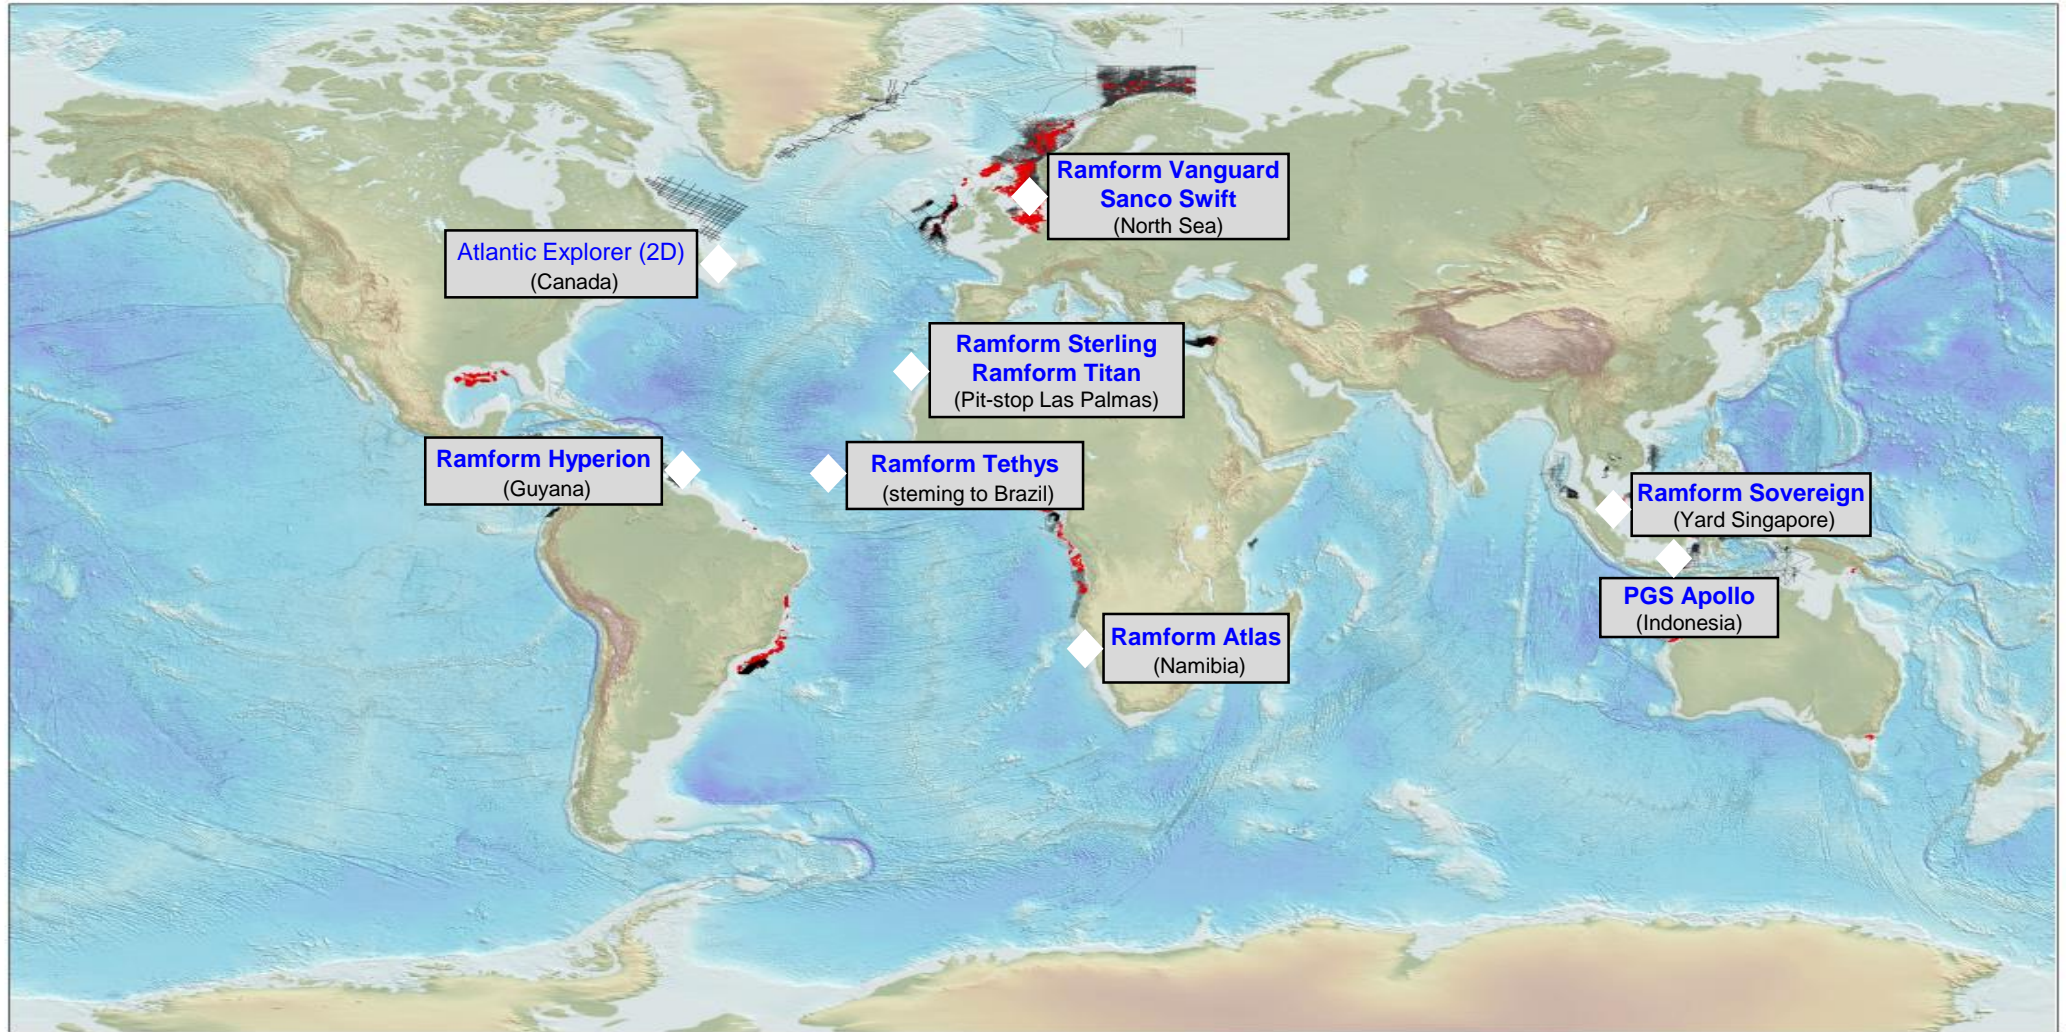 Ramform Vanguard
Sanco Swift
(North Sea)
Atlantic Explorer (2D)
(Canada)
Ramform Sterling
Ramform Titan
(Pit-stop Las Palmas)
Ramform Hyperion
(Guyana)
Ramform Tethys
(steming to Brazil)
Ramform Sovereign
(Yard Singapore)
PGS Apollo
(Indonesia)
Ramform Atlas
(Namibia)